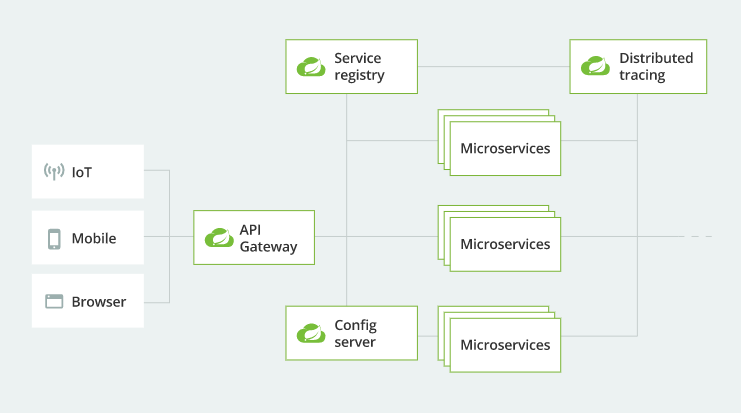 Service
registry
Distributed
tracing
Microservices
IoT
Mobile
API
Gateway
Microservices
Browser
Config
server
Microservices